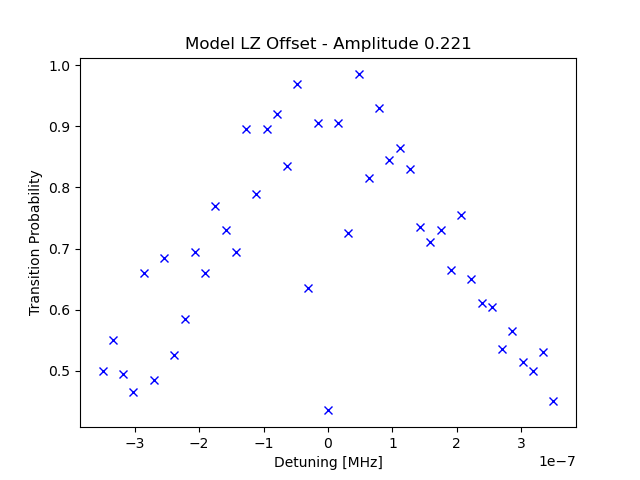 Model LZ Offset - Amplitude 0.221
1.0
0.9
0.8
0.7
0.6
0.5
Transition Probability
−3 −2 −1 0 1 2 3
1e−7
Detuning [MHz]